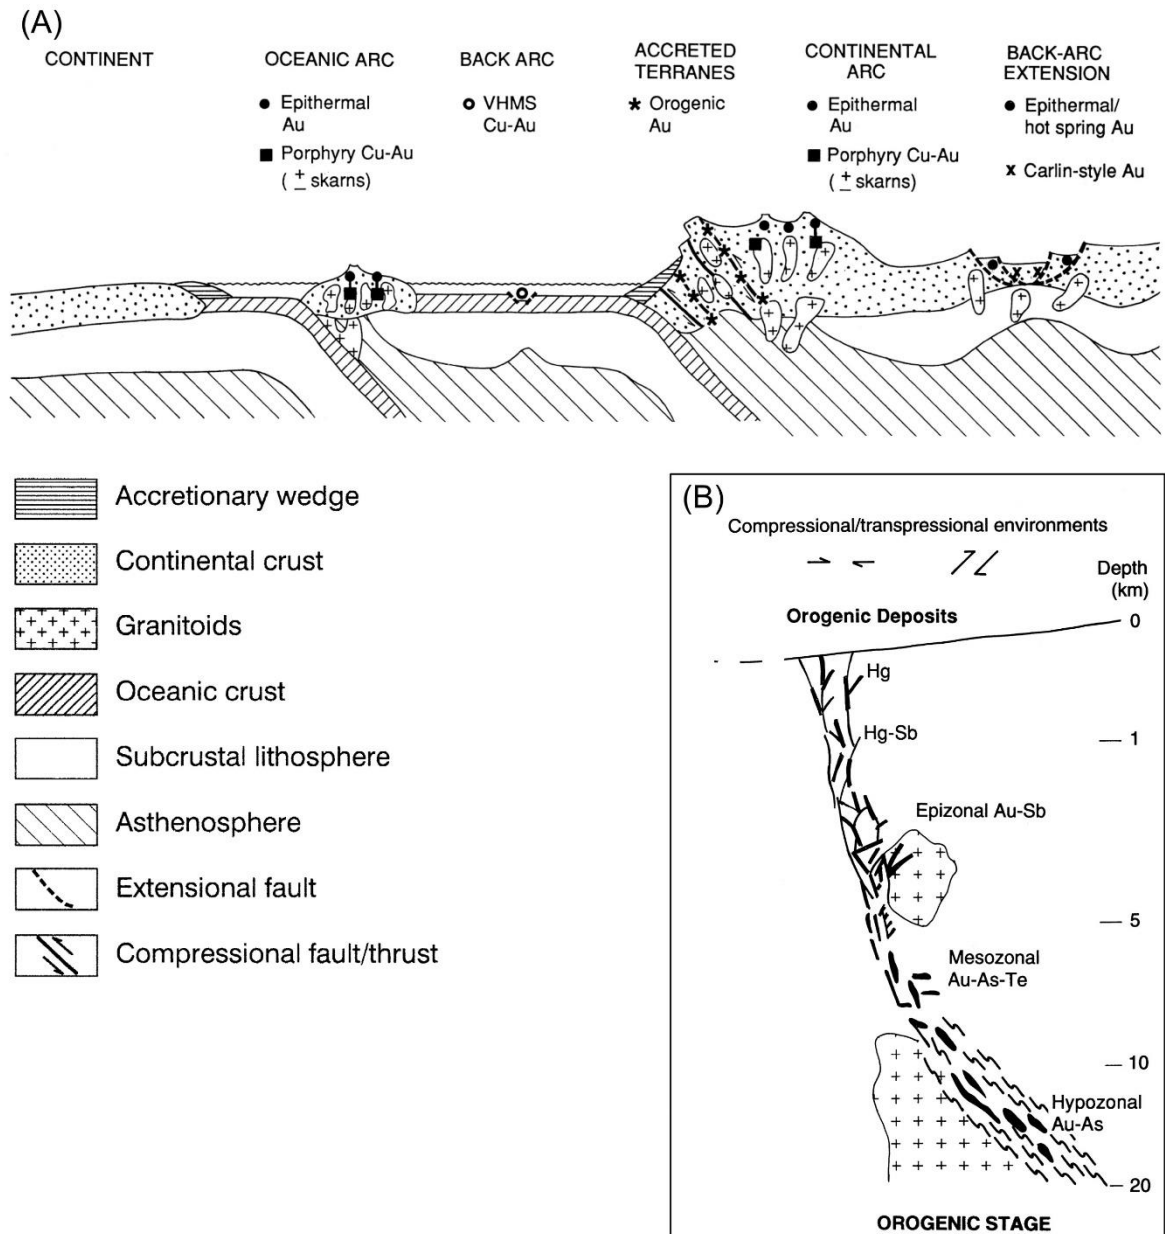 (A)
CONTINENT
OCEANIC ARC
● Epithermal
Au
■ Porphyry Cu-Au
( ± skarns)
BACK ARC
VHMS
Cu-Au
ACCRETED
TERRANES
* Orogenic
Au
CONTINENTAL
ARC
● Epithermal
Au
■ Porphyry Cu-Au
( ± skarns)
BACK-ARC
EXTENSION
● Epithermal/
hot spring Au
x Carlin-style Au
Accretionary wedge
Continental crust
Granitoids
Oceanic crust
Subcrustal lithosphere
Asthenosphere
Extensional fault
Compressional fault/thrust
(B)
Compressional/transpressional environments
Depth
(km)
Orogenic Deposits
0
Hg
Hg-Sb
1
Epizonal Au-Sb
5
Mesozonal
Au-As-Te
10
Hypozonal
Au-As
20
OROGENIC STAGE